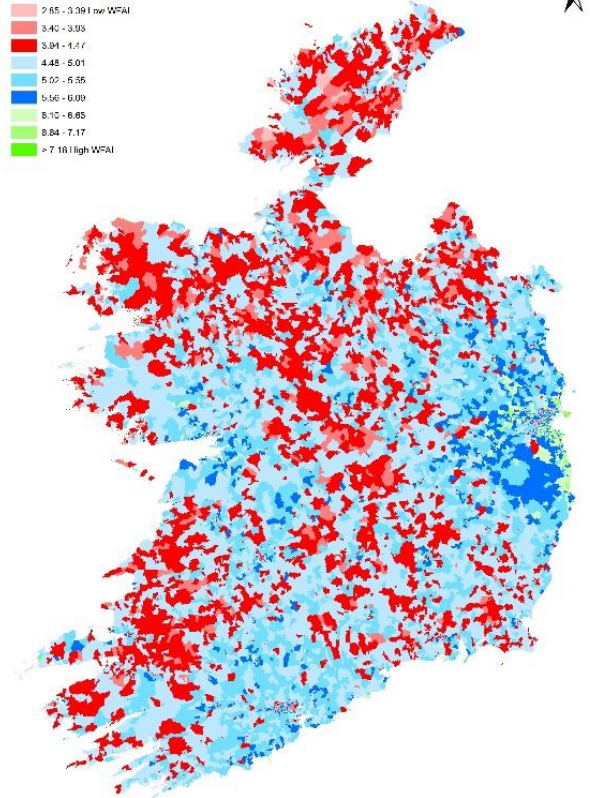 2.85 - 3.39 Low WFAI
3.40 - 3.93
3.94 - 4.47
4.48 - 5.01
5.02 - 5.55
5.56 - 6.09
6.10 - 6.63
6.64 - 7.17
> 7.18 High WFAI